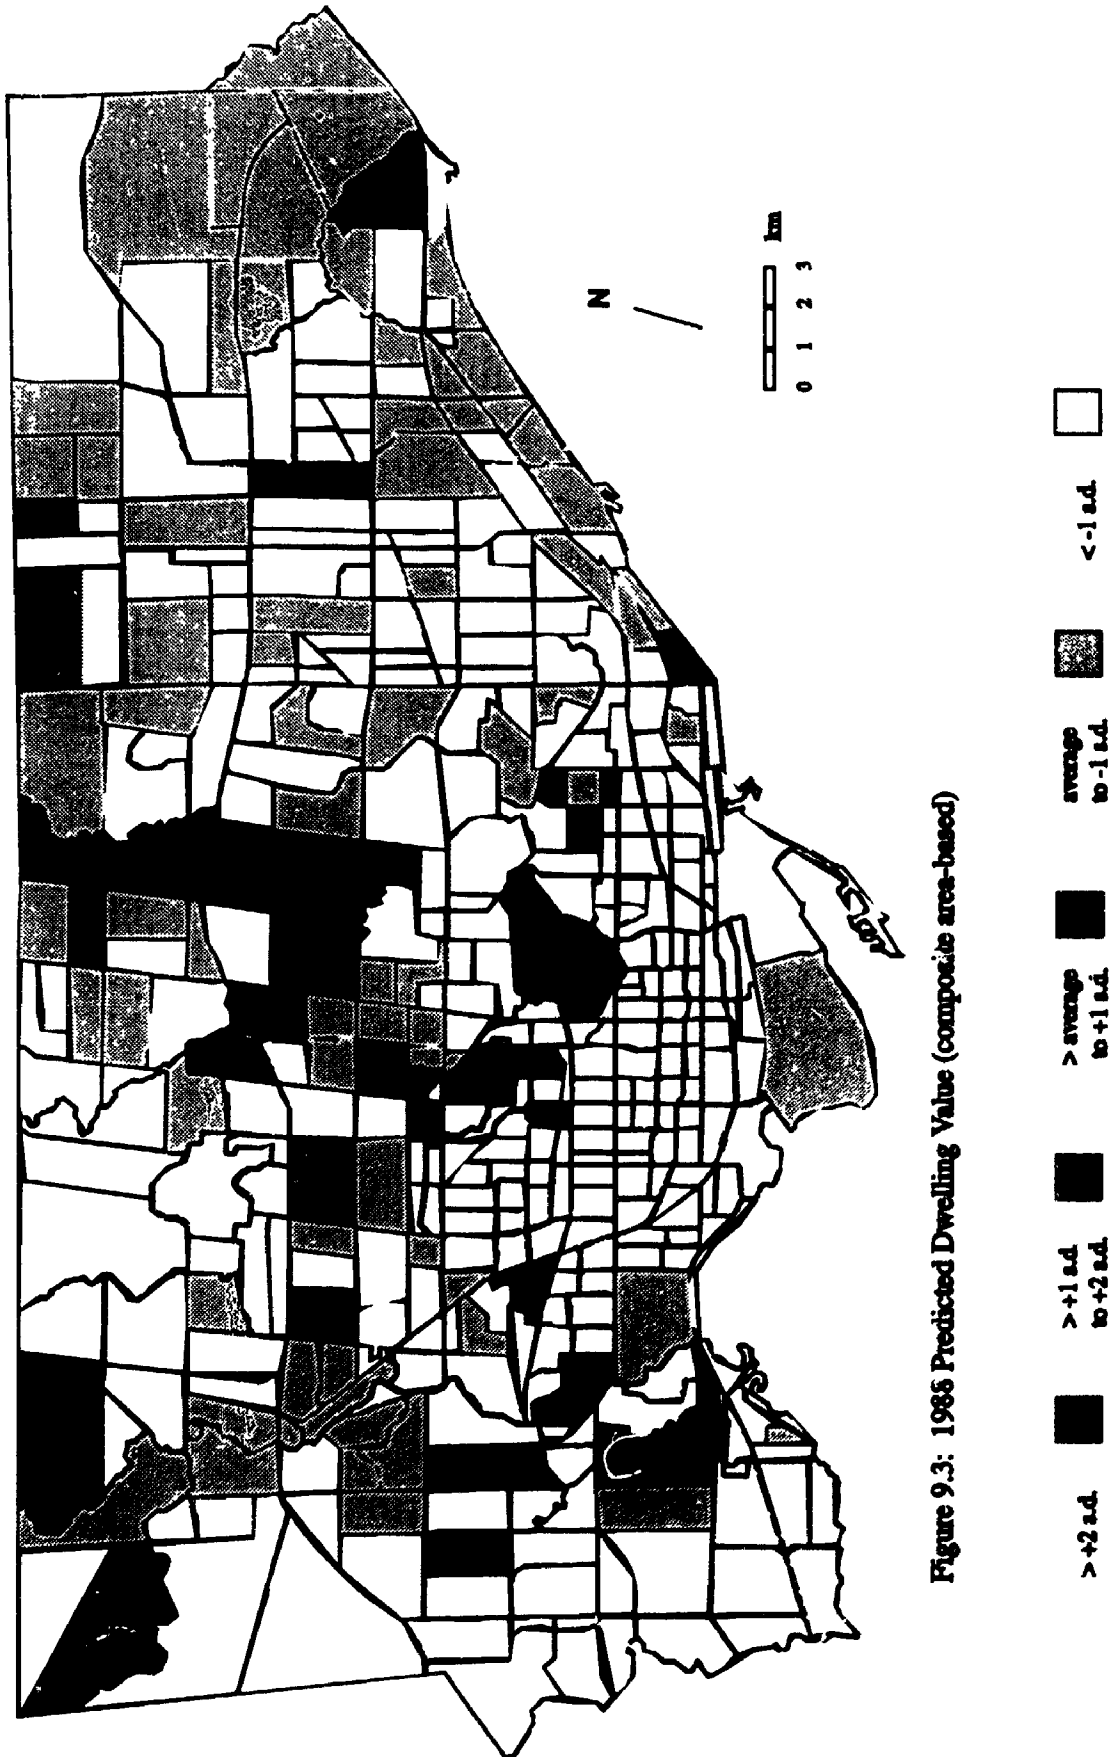 N
km
0 1 2 3
Figure 9.3: 1986 Predicted Dwelling Value (composite area-based)
> +2 s.d.
> +1 s.d.
to +2 s.d.
> average
to +1 s.d.
average
to -1 s.d.
< -1 s.d.